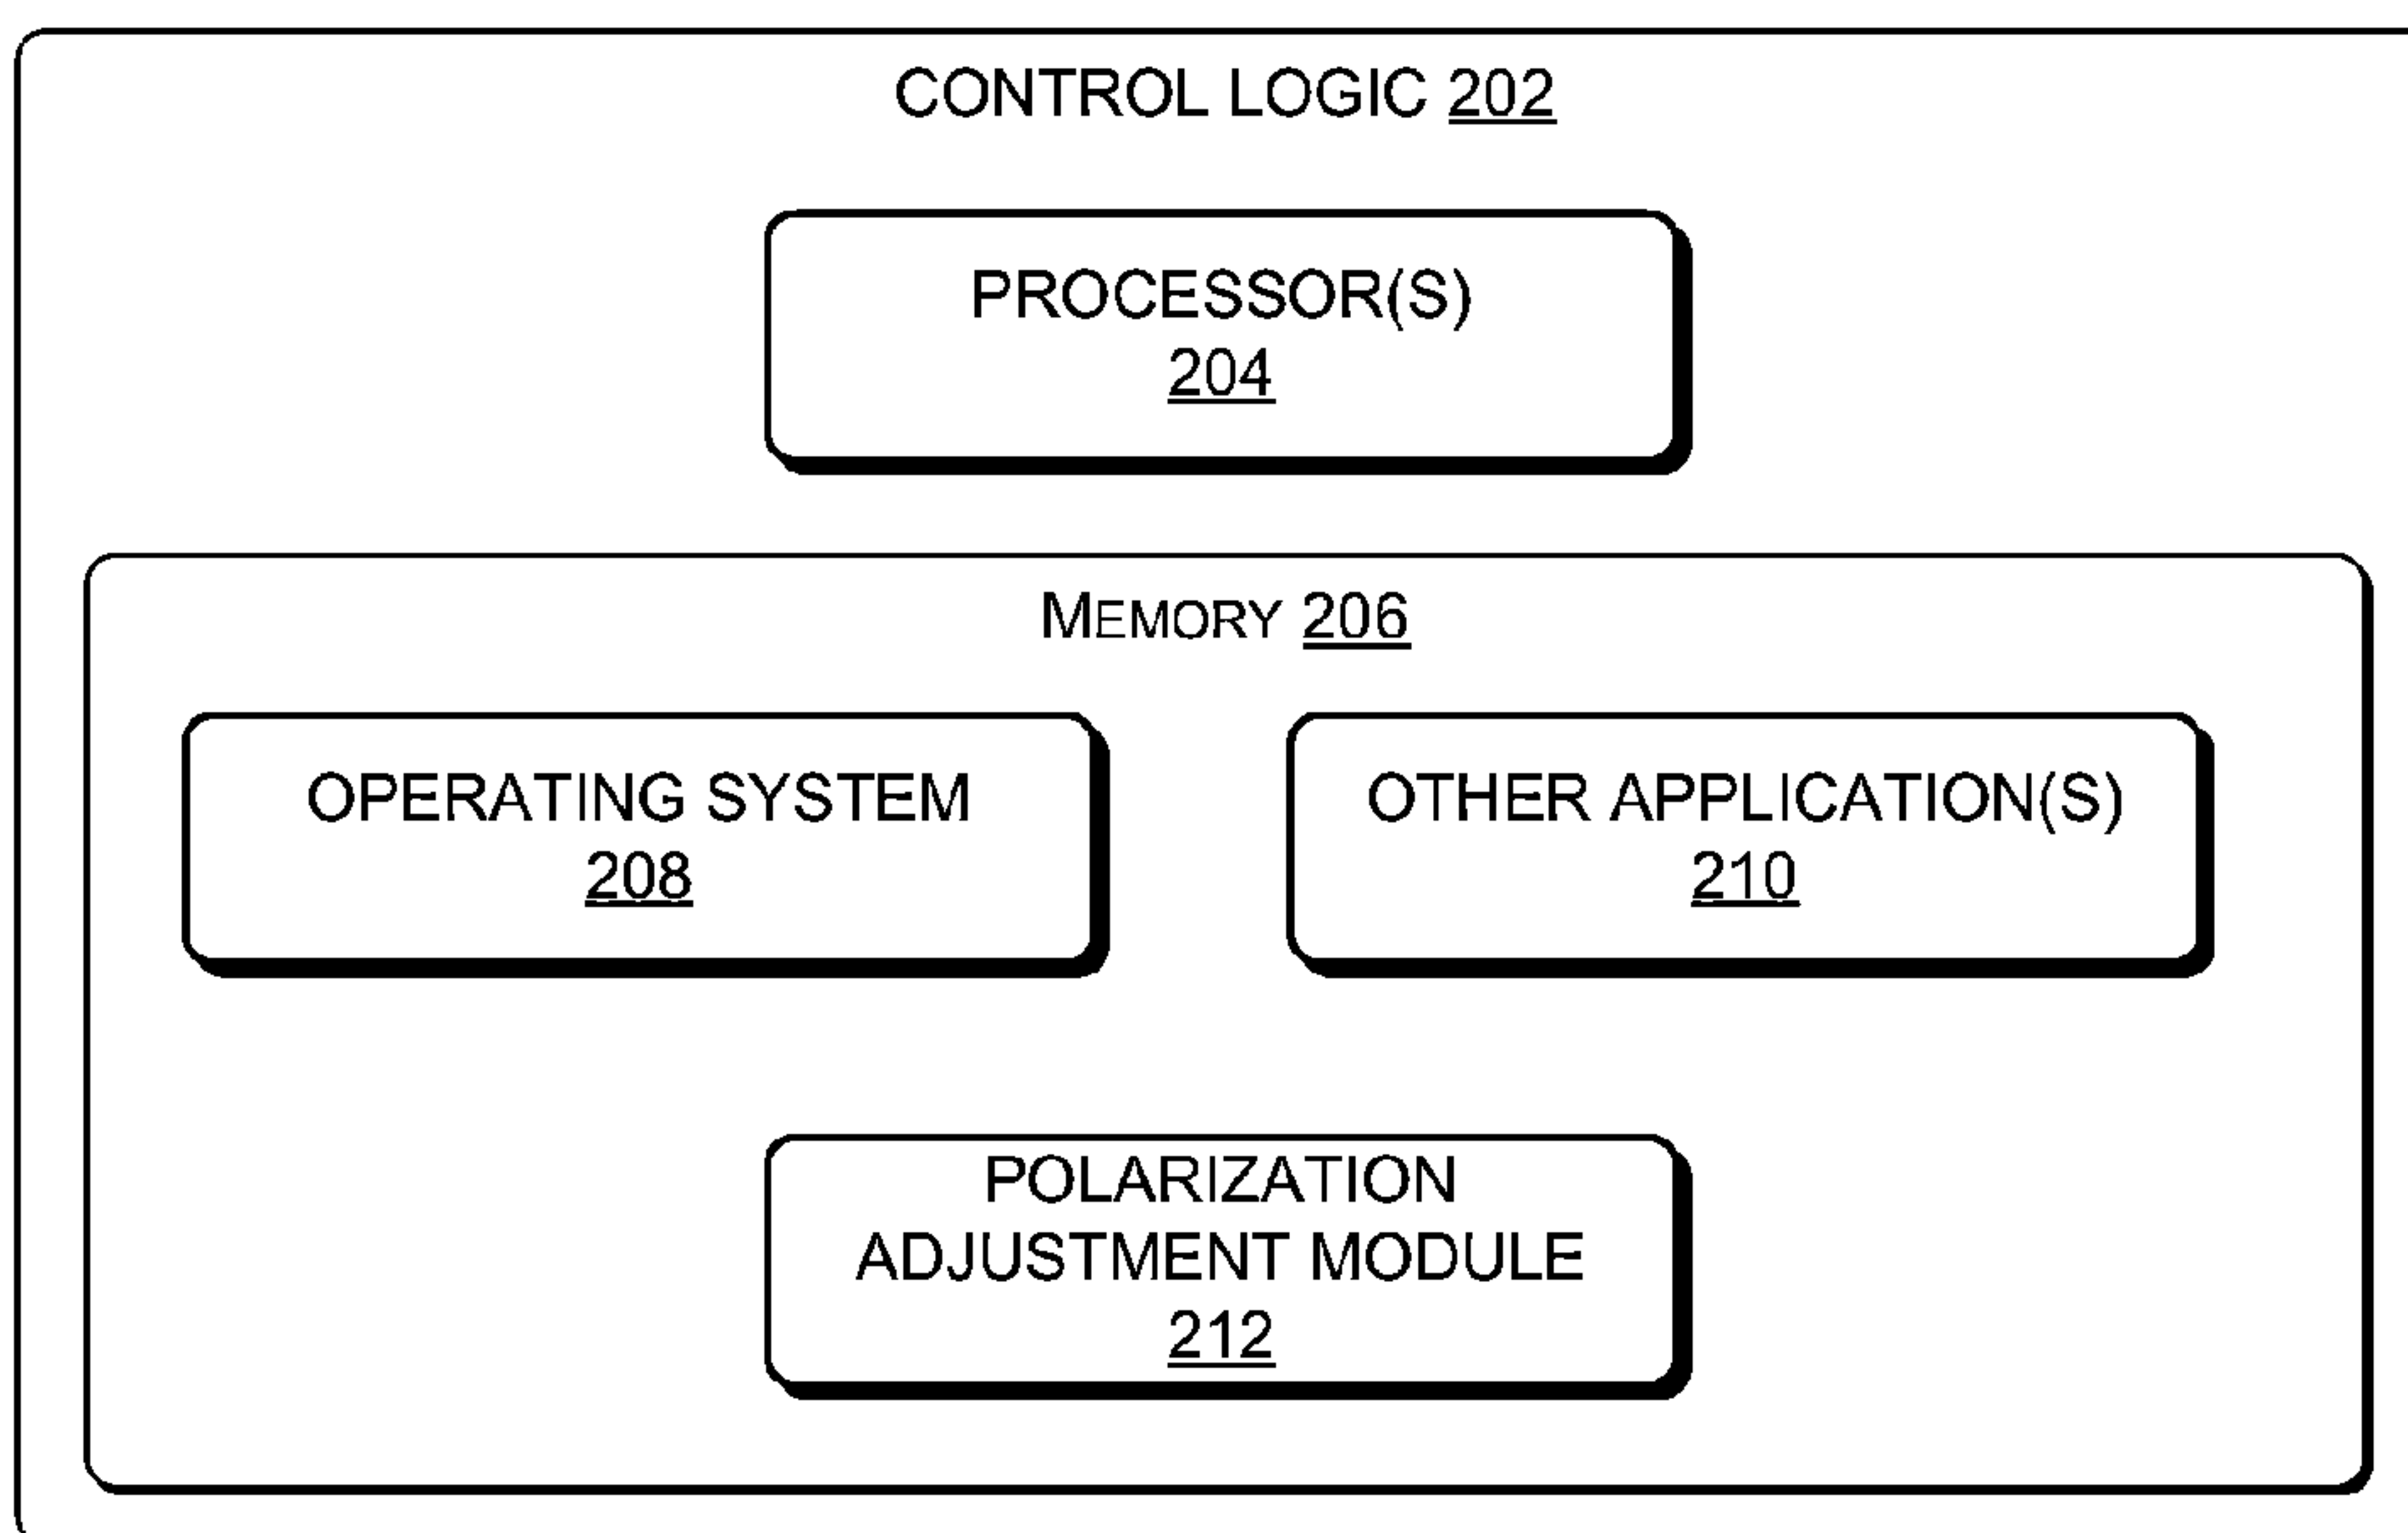 CONTROL LOGIC 202
PROCESSOR(S)
204
MEMORY 206
OPERATING SYSTEM
208
OTHER APPLICATION(S)
210
POLARIZATION
ADJUSTMENT MODULE
212